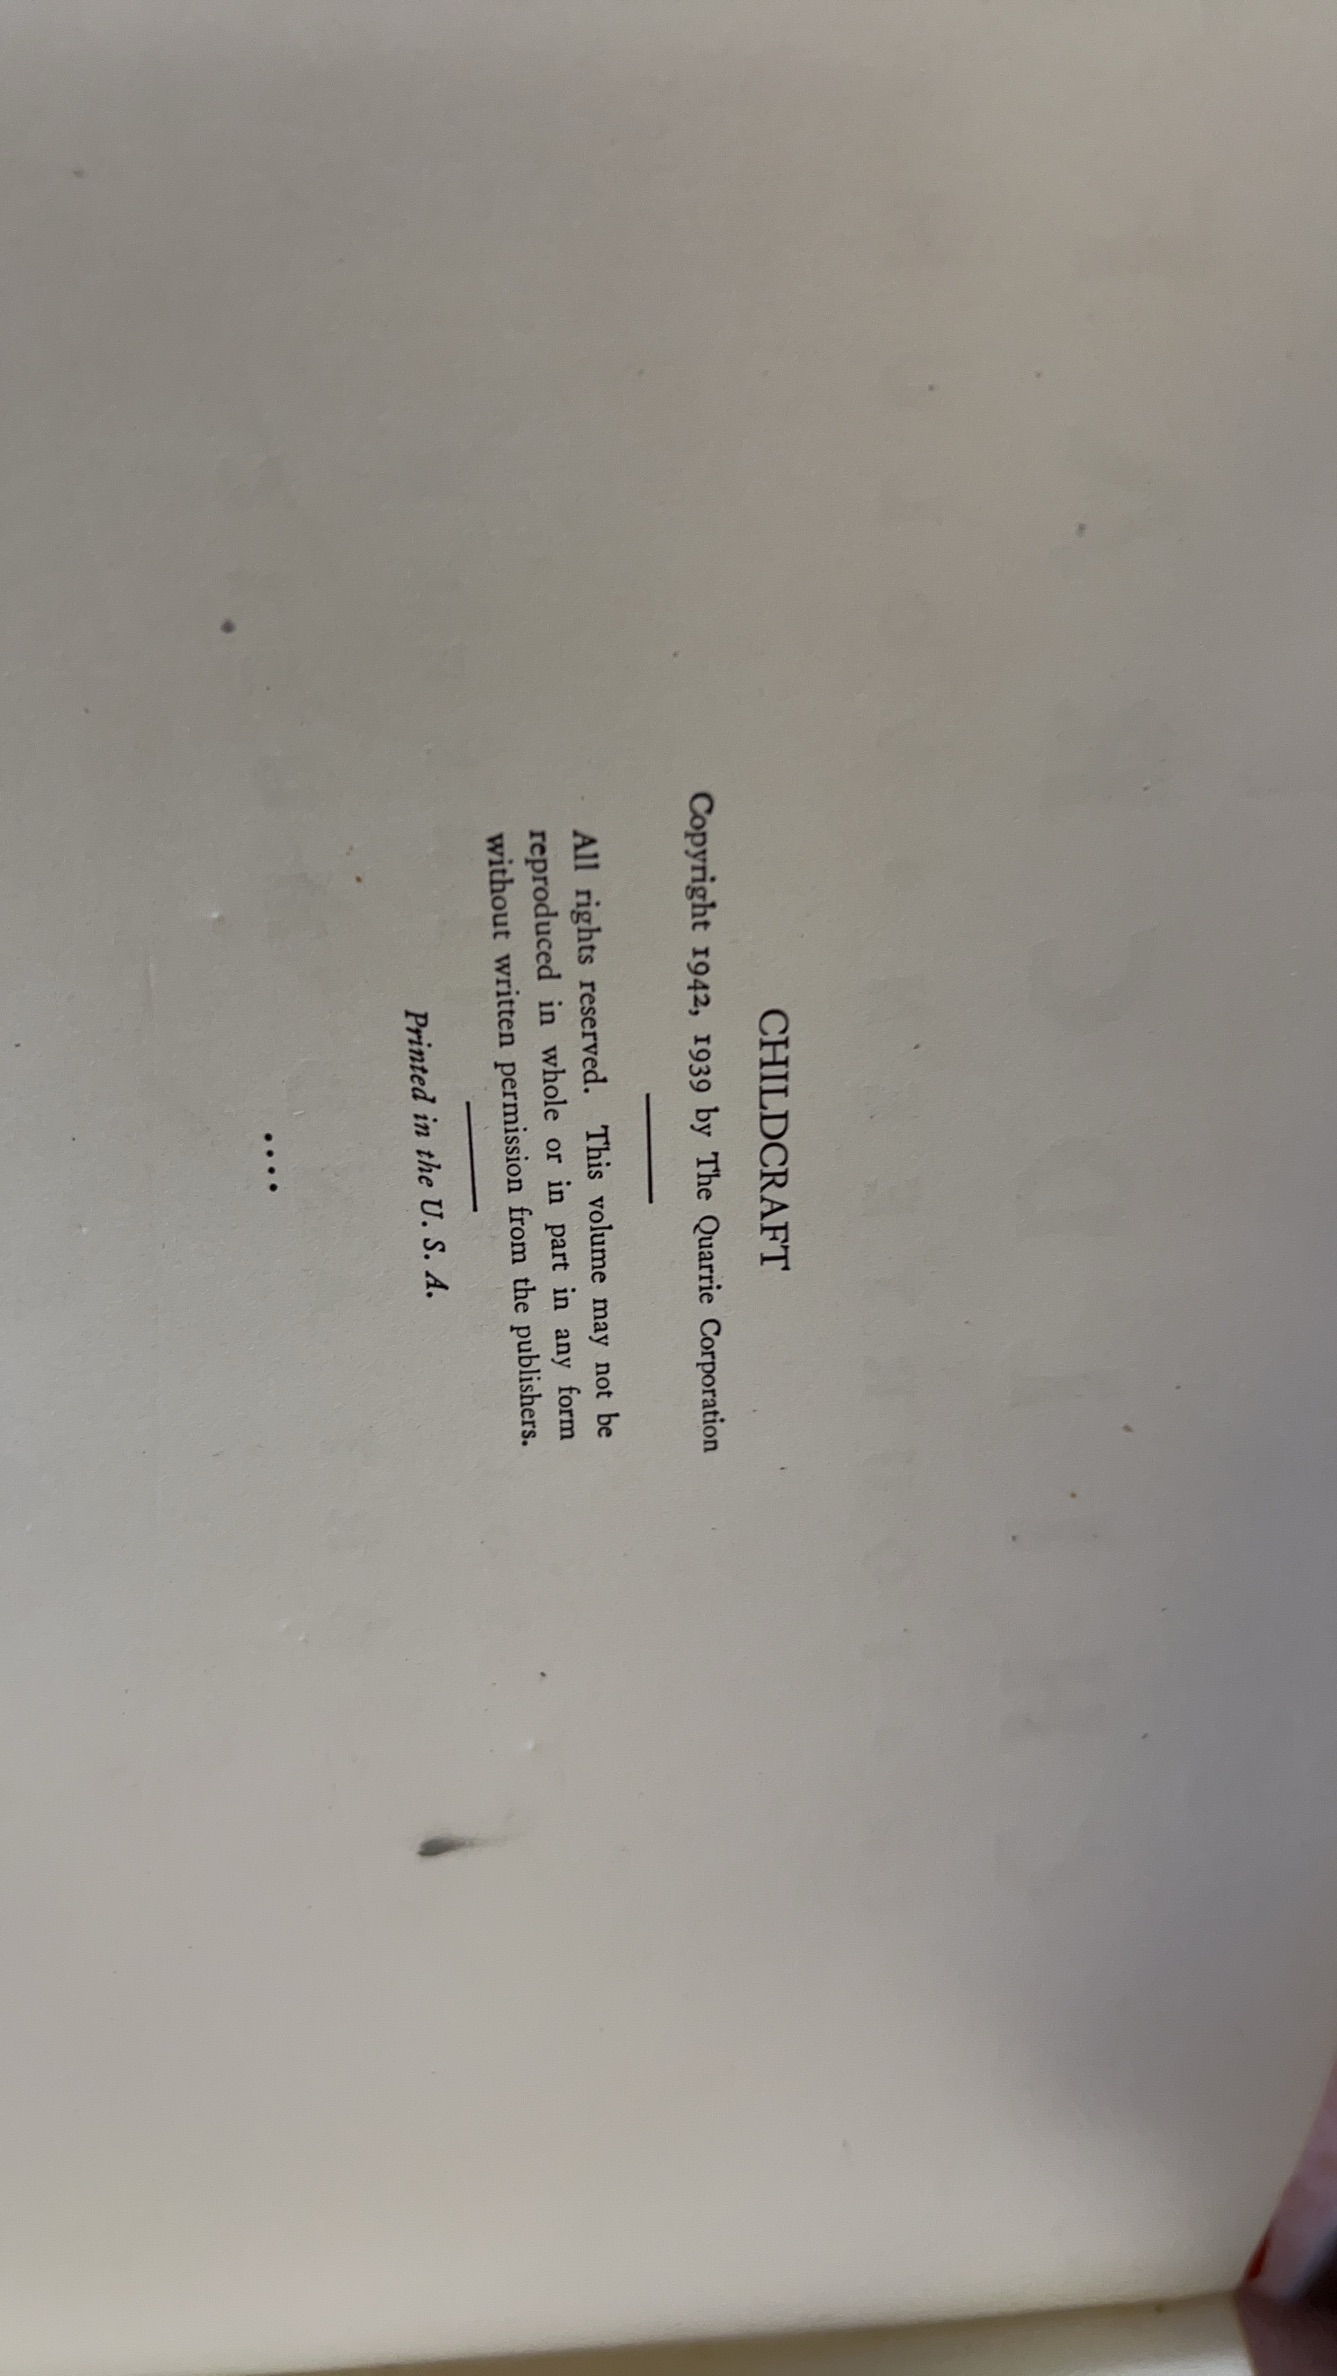 CHILDCRAFT
Copyright 1942, 1939 by The Quarrie Corporation
All rights reserved. This volume may not be
reproduced in whole or in part in any form
without written permission from the publishers.
Printed in the U. S. A.
....